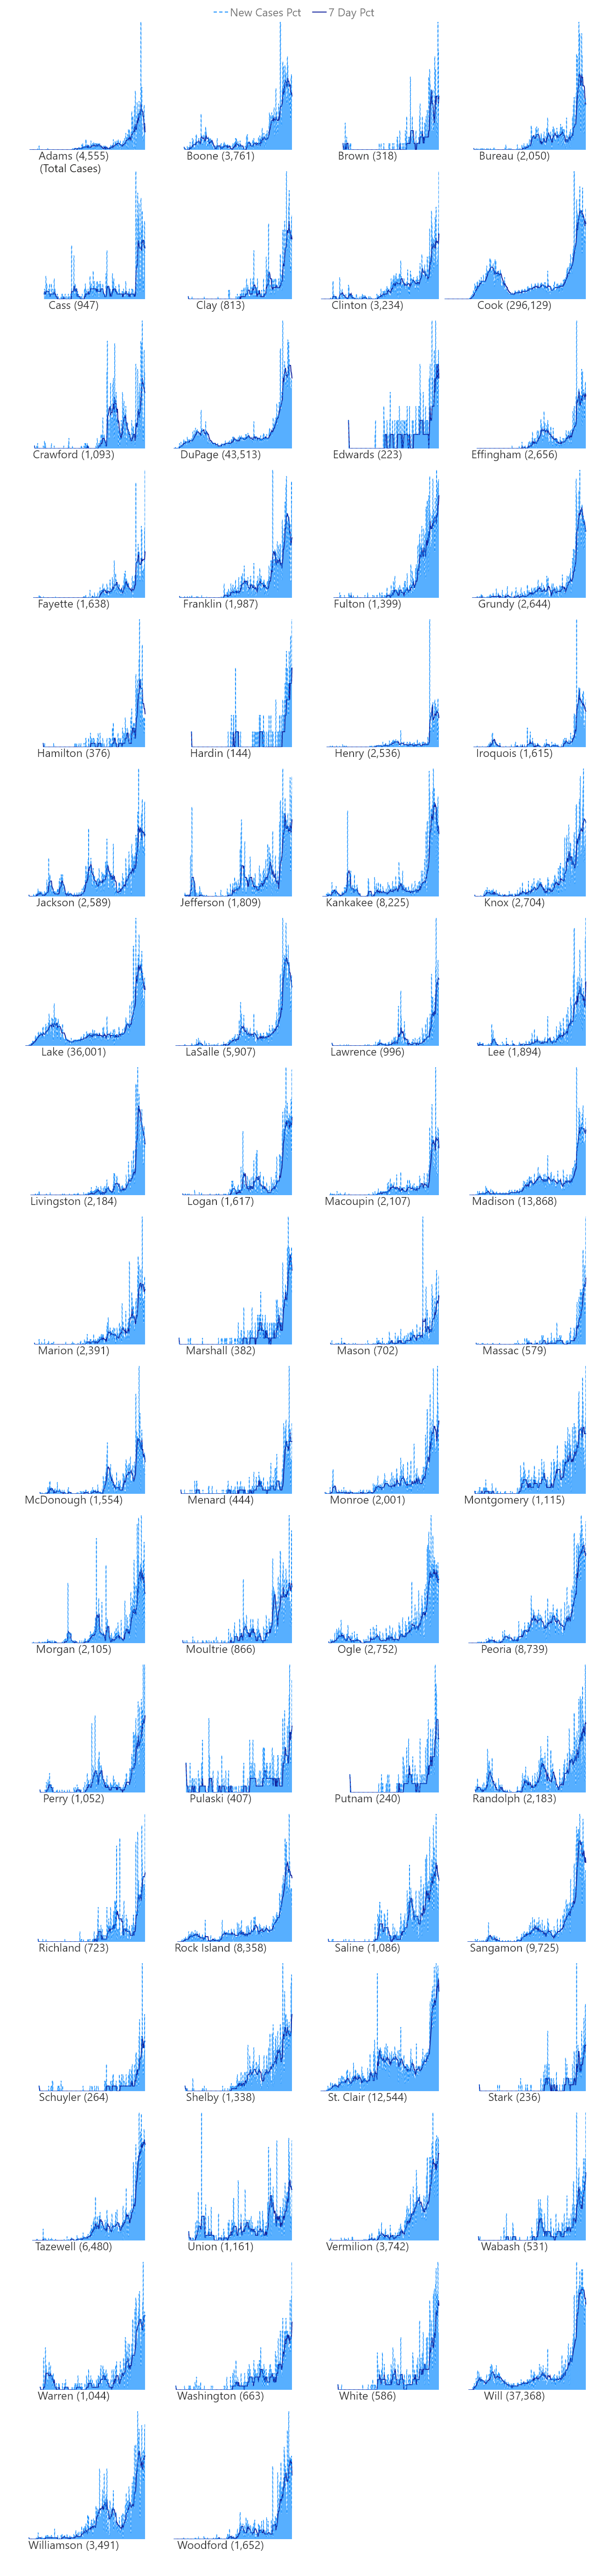 New Cases Pct 7 Day Pct
Adams (4,555) Boone (3,761) Brown (318) Bureau (2,050)
(Total Cases)
Cass (947) Clay (813) Clinton (3,234) Cook (296,129)
Crawford (1,093) DuPage (43,513) Edwards (223) Effingham (2,656)
Fayette (1,638) Franklin (1,987) Fulton (1,399) Grundy (2,644)
Hamilton (376) Hardin (144) Henry (2,536) Iroquois (1,615)
Jackson (2,589) Jefferson (1,809) Kankakee (8,225) Knox (2,704)
Lake (36,001) LaSalle (5,907) Lawrence (996) Lee (1,894)
Livingston (2,184) Logan (1,617) Macoupin (2,107) Madison (13,868)
Marion (2,391) Marshall (382) Mason (702) Massac (579)
McDonough (1,554) Menard (444) Monroe (2,001) Montgomery (1,115)
Morgan (2,105) Moultrie (866) Ogle (2,752) Peoria (8,739)
Perry (1,052) Pulaski (407) Putnam (240) Randolph (2,183)
Richland (723) Rock Island (8,358) Saline (1,086) Sangamon (9,725)
Schuyler (264) Shelby (1,338) St. Clair (12,544) Stark (236)
Tazewell (6,480) Union (1,161) Vermilion (3,742) Wabash (531)
Warren (1,044) Washington (663) White (586) Will (37,368)
Williamson (3,491) Woodford (1,652)